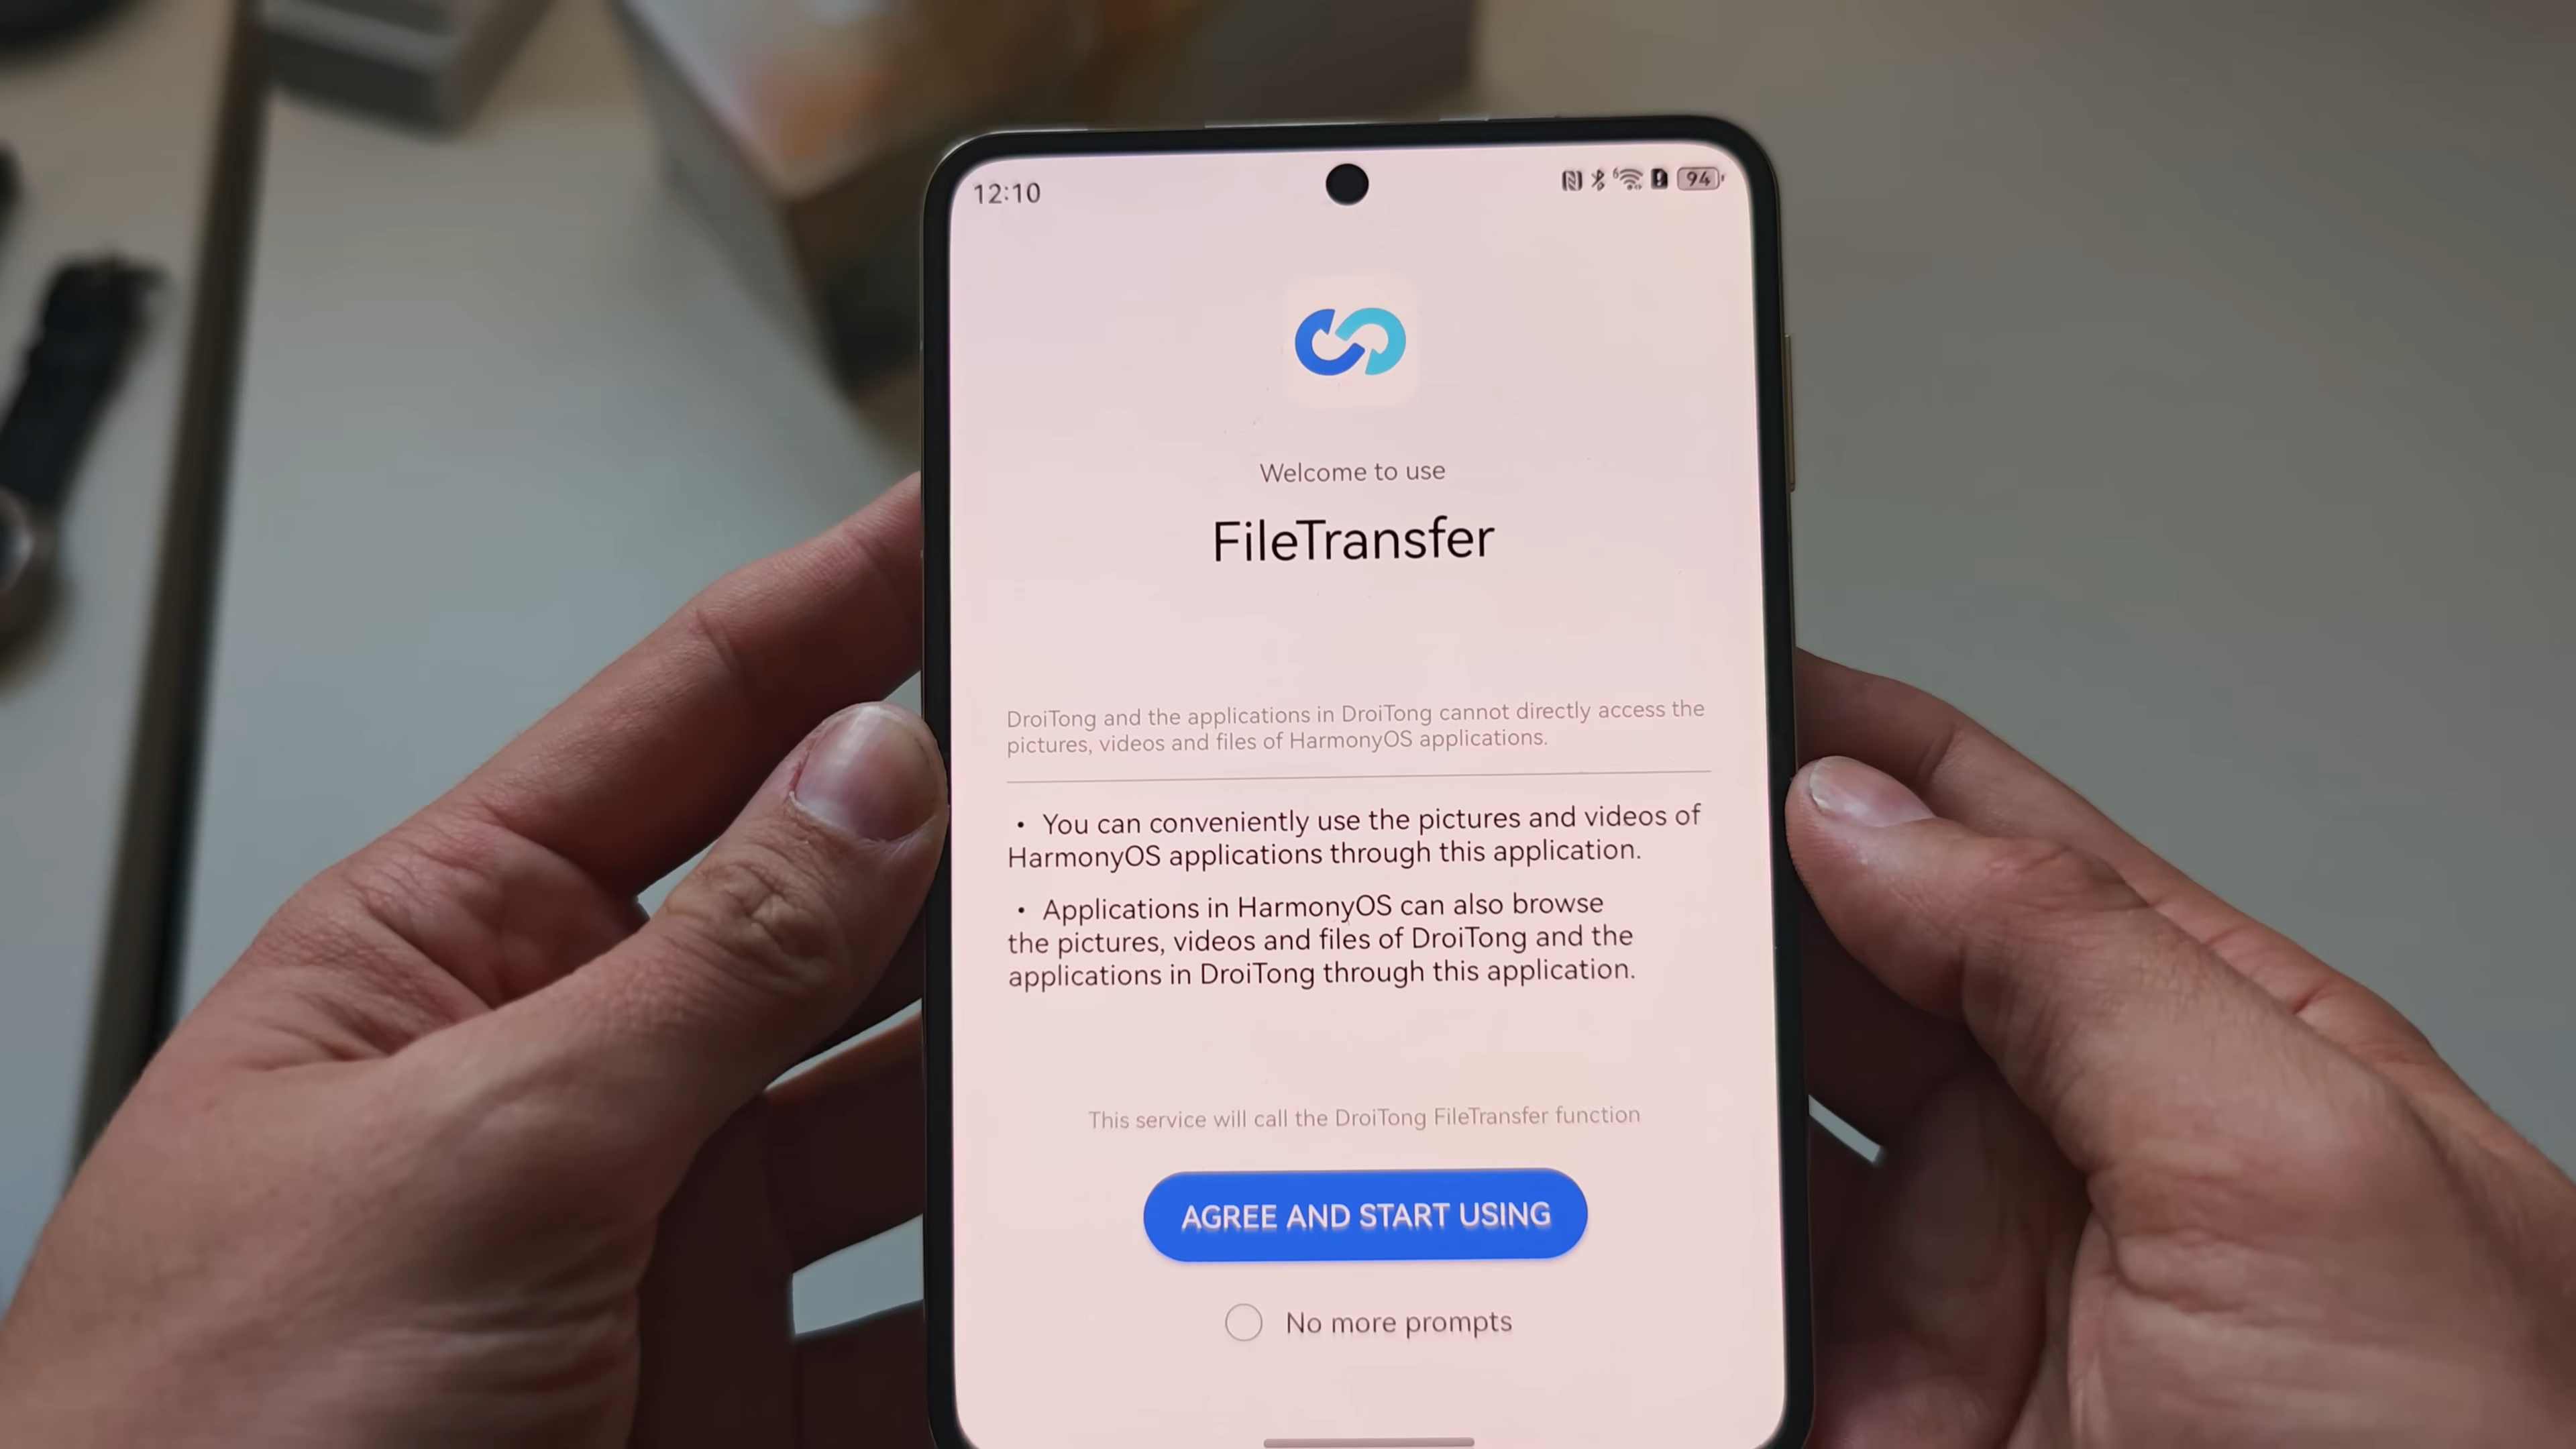 12:10
94
Welcome to use
FileTransfer
DroiTong and the applications in DroiTong cannot directly access the
pictures, videos and files of HarmonyOS applications.
• You can conveniently use the pictures and videos of
HarmonyOS applications through this application.
• Applications in HarmonyOS can also browse
the pictures, videos and files of DroiTong and the
applications in DroiTong through this application.
This service will call the DroiTong FileTransfer function
AGREE AND START USING
No more prompts